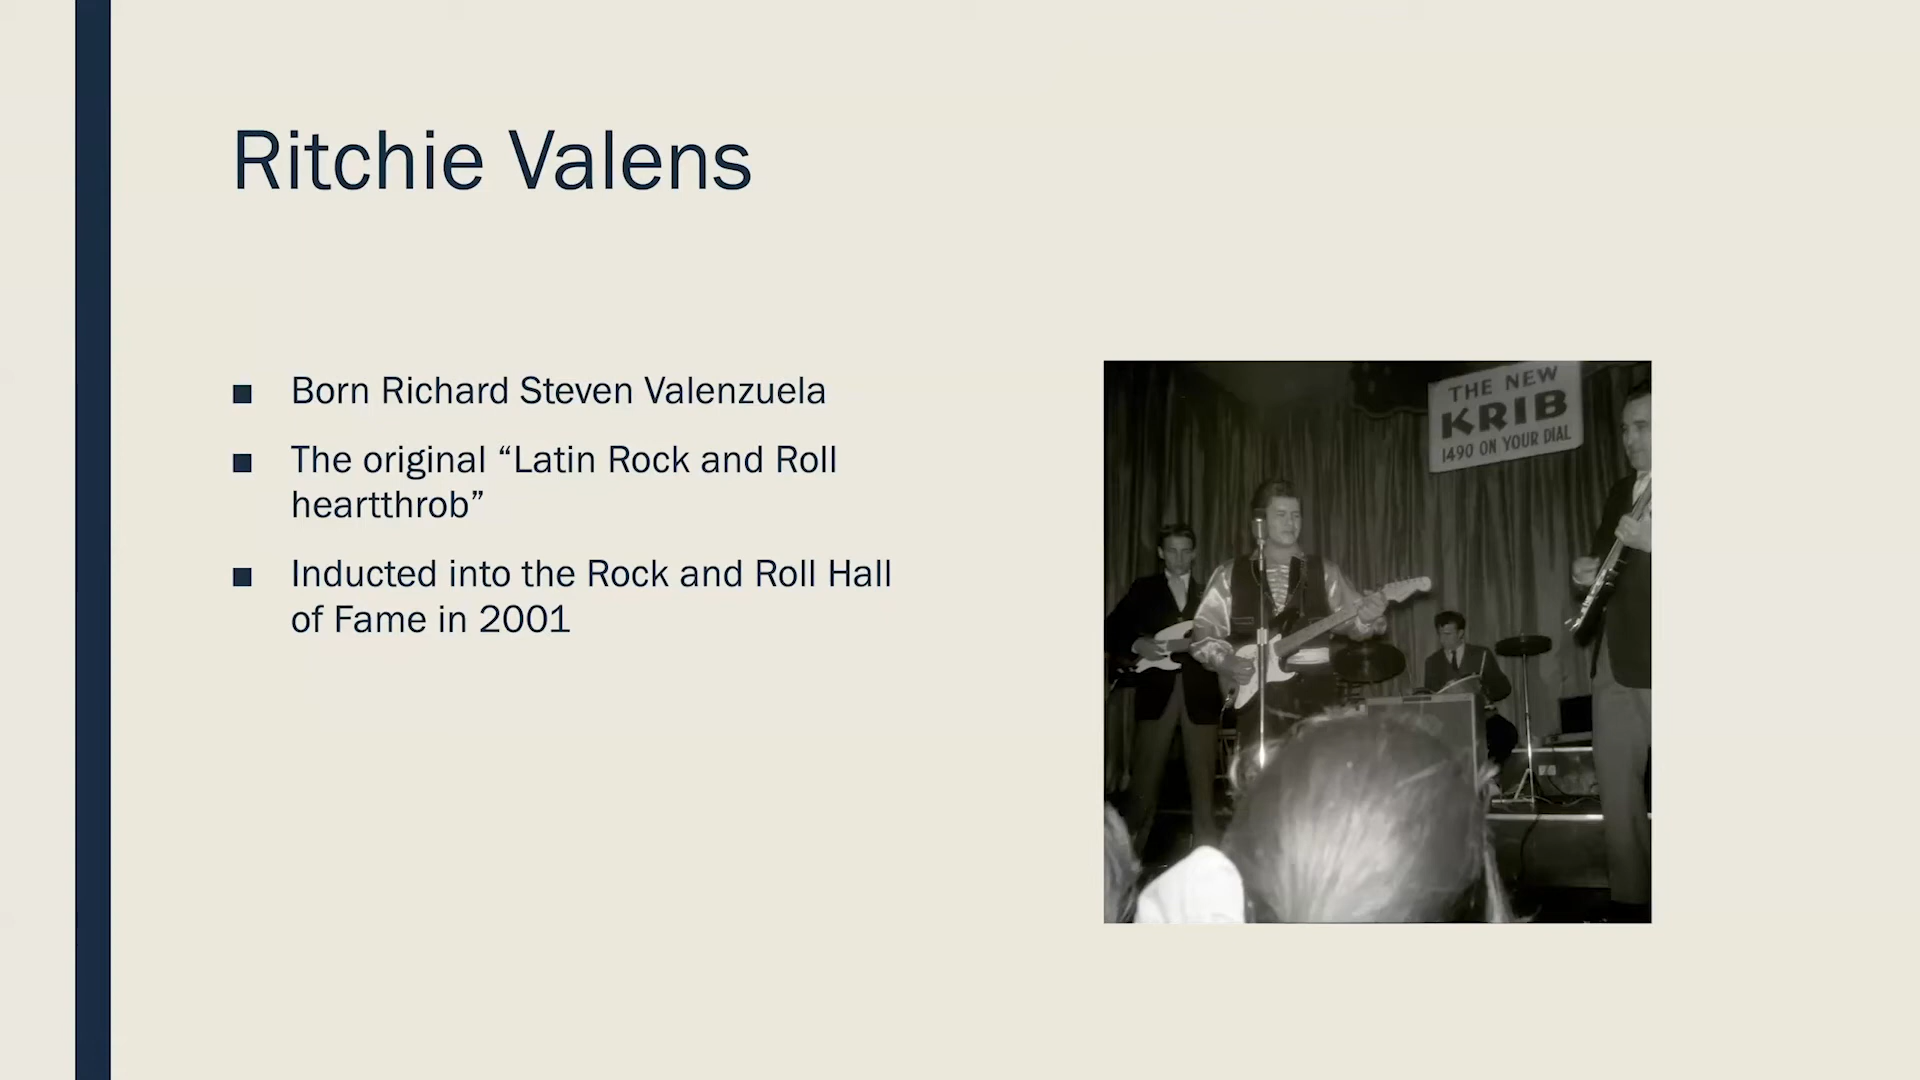 Ritchie Valens
■ Born Richard Steven Valenzuela
■ The original “Latin Rock and Roll
heartthrob”
■ Inducted into the Rock and Roll Hall
of Fame in 2001
THE NEW
KRIB
1490 ON YOUR DIAL